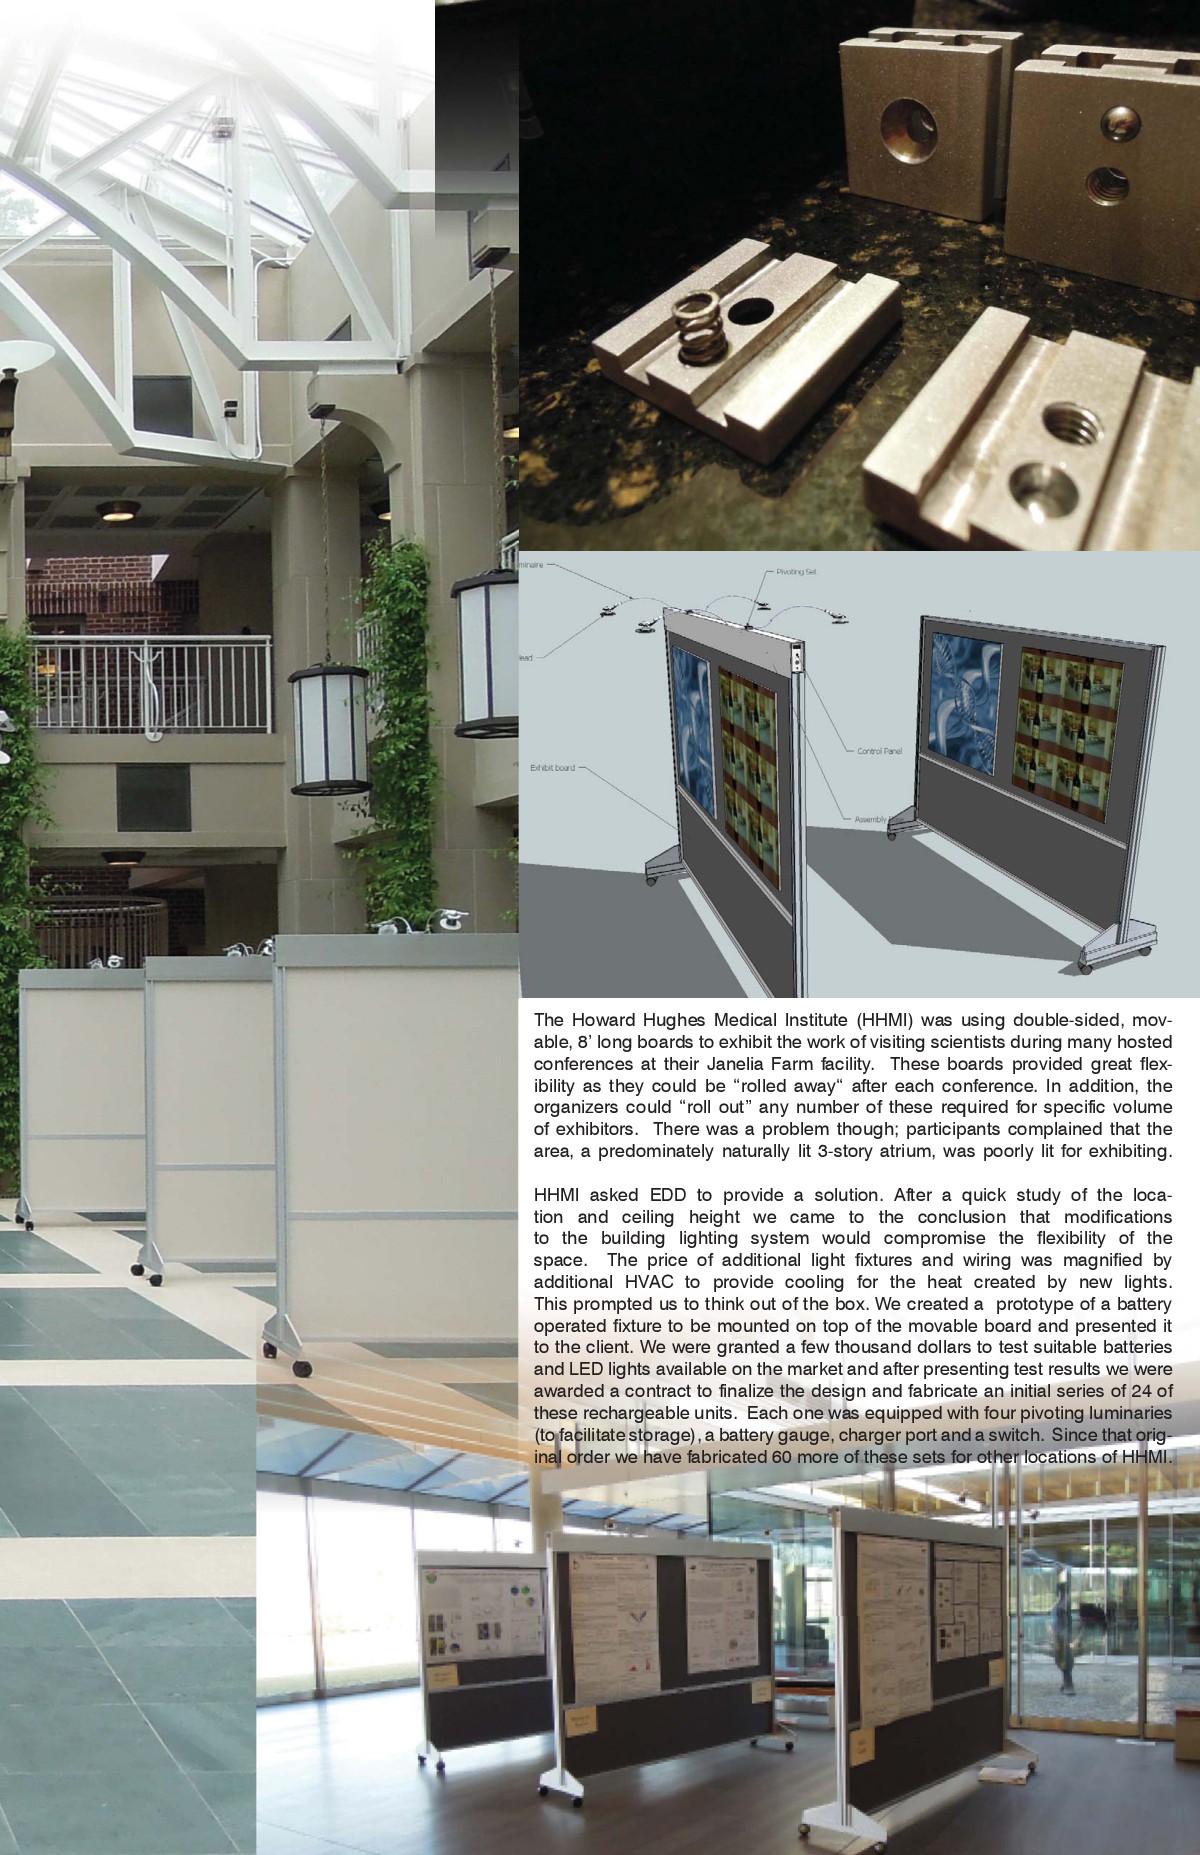 minaire
Pivoting Set
lead
Control Panel
Exhibit board
Assembly
The Howard Hughes Medical Institute (HHMI) was using double-sided, mov-
able, 8’ long boards to exhibit the work of visiting scientists during many hosted
conferences at their Janelia Farm facility.  These boards provided great flex-
ibility as they could be “rolled away“ after each conference. In addition, the
organizers could “roll out” any number of these required for specific volume
of exhibitors.  There was a problem though; participants complained that the
area, a predominately naturally lit 3-story atrium, was poorly lit for exhibiting.
HHMI asked EDD to provide a solution. After a quick study of the loca-
tion and ceiling height we came to the conclusion that modifications
to the building lighting system would compromise the flexibility of the
space.  The price of additional light fixtures and wiring was magnified by
additional HVAC to provide cooling for the heat created by new lights.
This prompted us to think out of the box. We created a  prototype of a battery
operated fixture to be mounted on top of the movable board and presented it
to the client. We were granted a few thousand dollars to test suitable batteries
and LED lights available on the market and after presenting test results we were
awarded a contract to finalize the design and fabricate an initial series of 24 of
these rechargeable units.  Each one was equipped with four pivoting luminaries
(to facilitate storage), a battery gauge, charger port and a switch.  Since that orig-
inal order we have fabricated 60 more of these sets for other locations of HHMI.